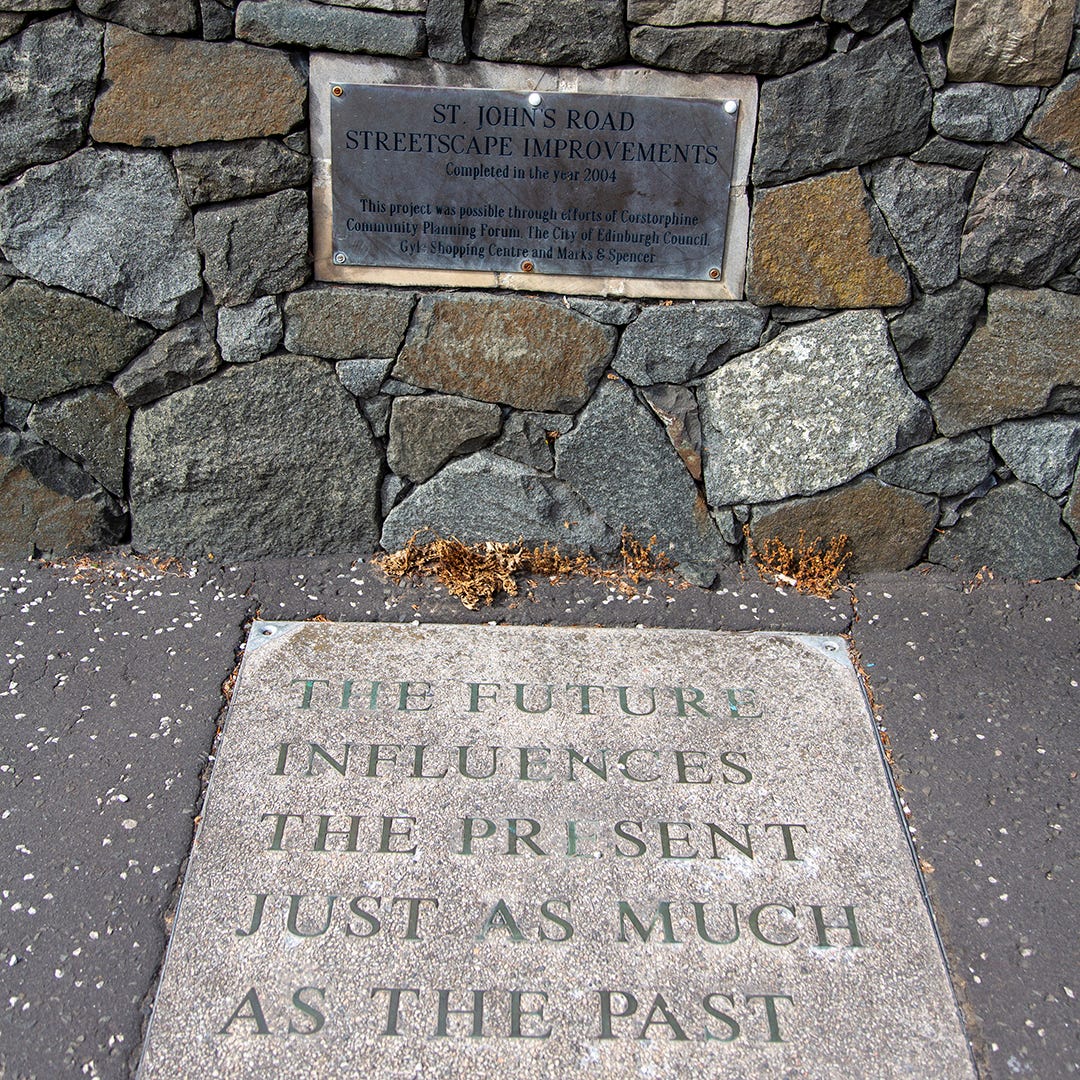 ST. JOHN'S ROAD
STREETSCAPE IMPROVEMENTS
Completed in the year 2004
This project was possible through efforts of Corstorphine
Community Planning Forum, The City of Edinburgh Council,
Gyle Shopping Centre and Marks & Spencer
THE FUTURE
INFLUENCES
THE PRESENT
JUST AS MUCH
AS THE PAST